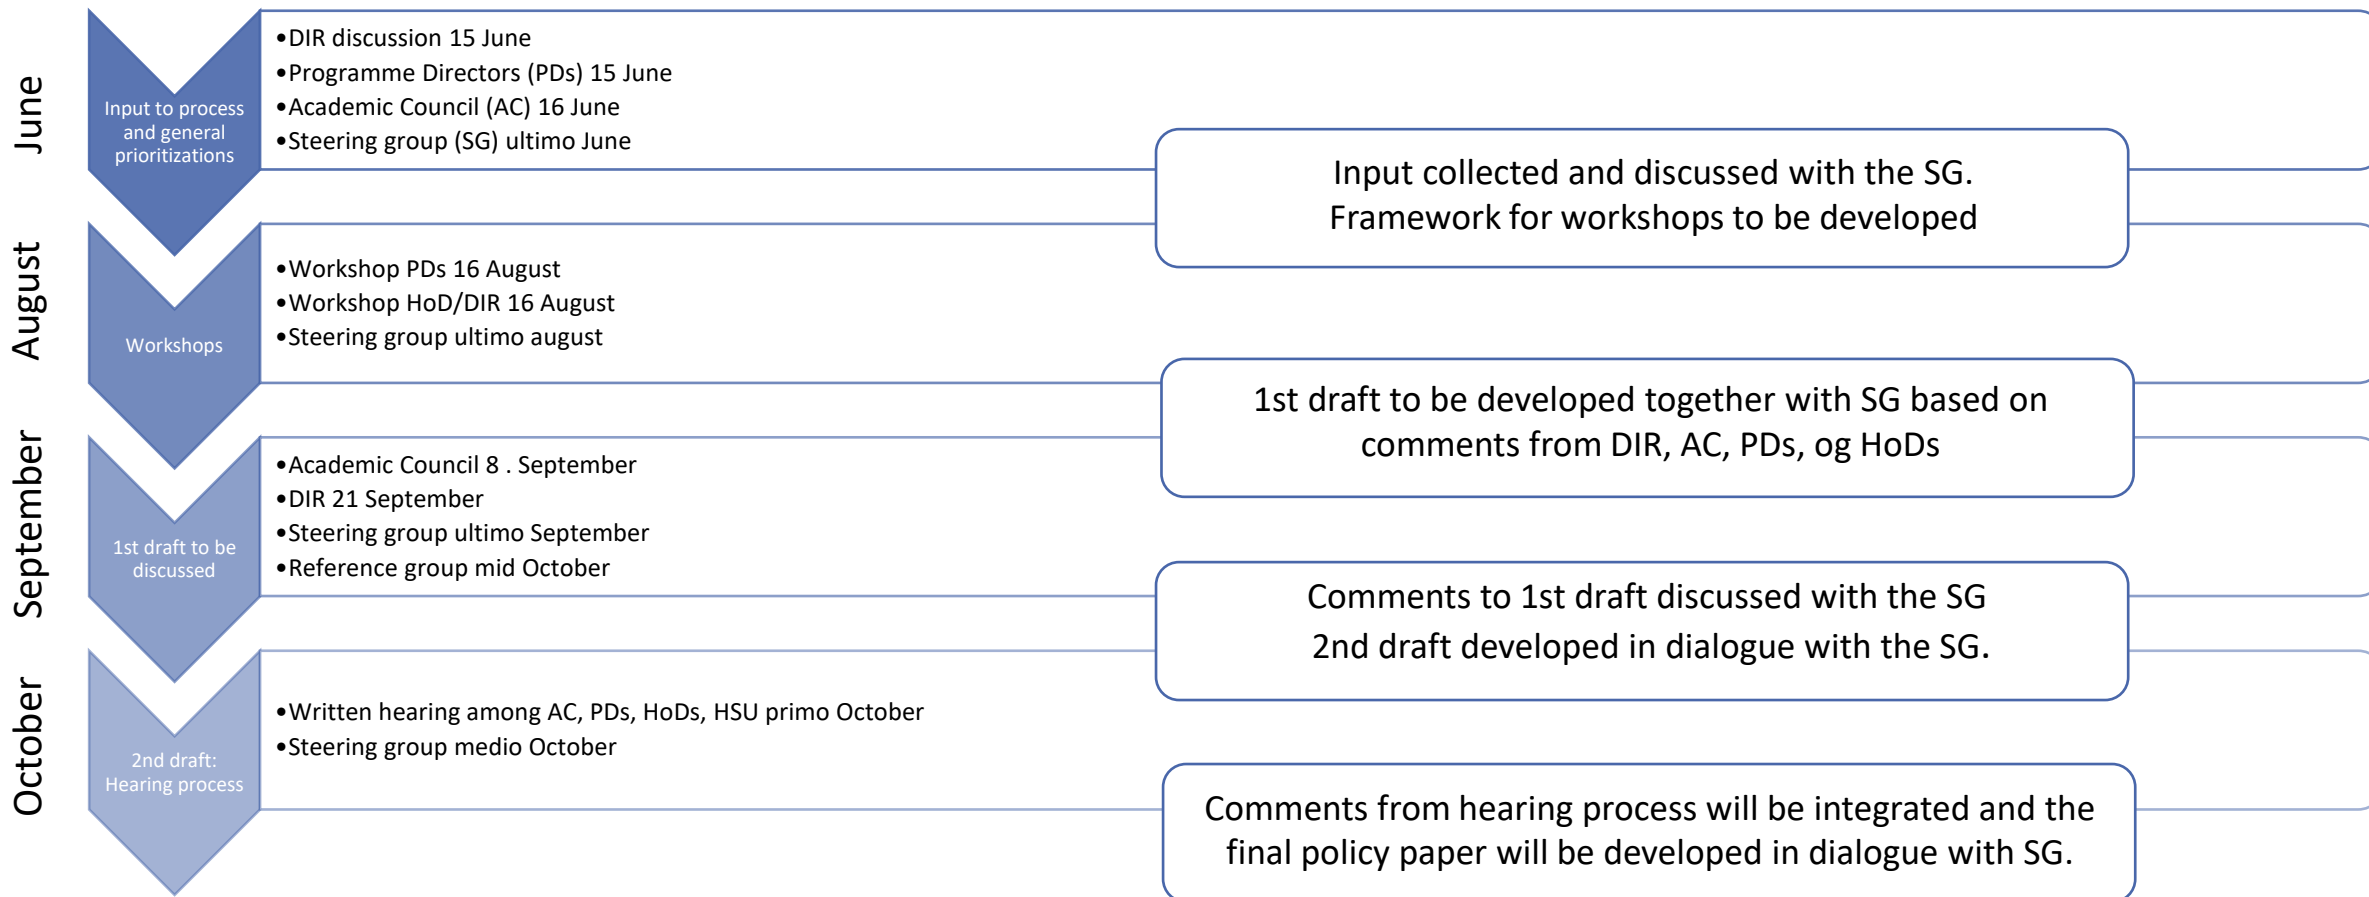 June
Input to process
and general
prioritizations
•DIR discussion 15 June
•Programme Directors (PDs) 15 June
•Academic Council (AC) 16 June
•Steering group (SG) ultimo June
Input collected and discussed with the SG.
Framework for workshops to be developed
August
Workshops
•Workshop PDs 16 August
•Workshop HoD/DIR 16 August
•Steering group ultimo august
1st draft to be developed together with SG based on
comments from DIR, AC, PDs, og HoDs
September
1st draft to be
discussed
•Academic Council 8 . September
•DIR 21 September
•Steering group ultimo September
•Reference group mid October
Comments to 1st draft discussed with the SG
2nd draft developed in dialogue with the SG.
October
2nd draft:
Hearing process
•Written hearing among AC, PDs, HoDs, HSU primo October
•Steering group medio October
Comments from hearing process will be integrated and the
final policy paper will be developed in dialogue with SG.